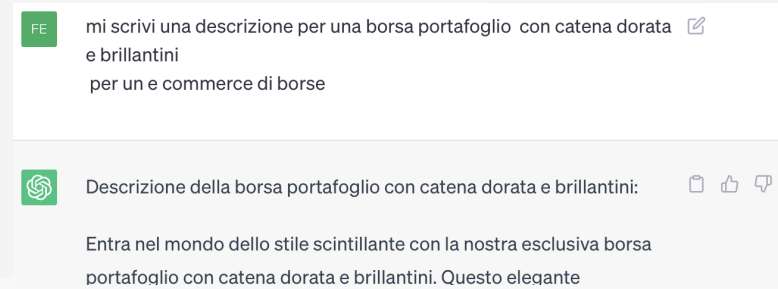 FE
mi scrivi una descrizione per una borsa portafoglio con catena dorata
e brillantini
per un e commerce di borse
Descrizione della borsa portafoglio con catena dorata e brillantini:
Entra nel mondo dello stile scintillante con la nostra esclusiva borsa
portafoglio con catena dorata e brillantini. Questo elegante